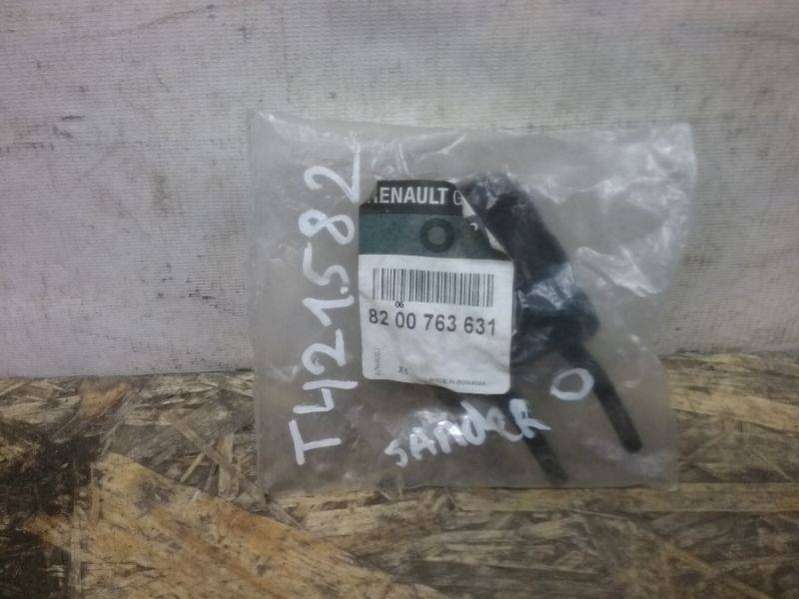 T421582
RENAULT G
06
82 00 763 631
SANDERO